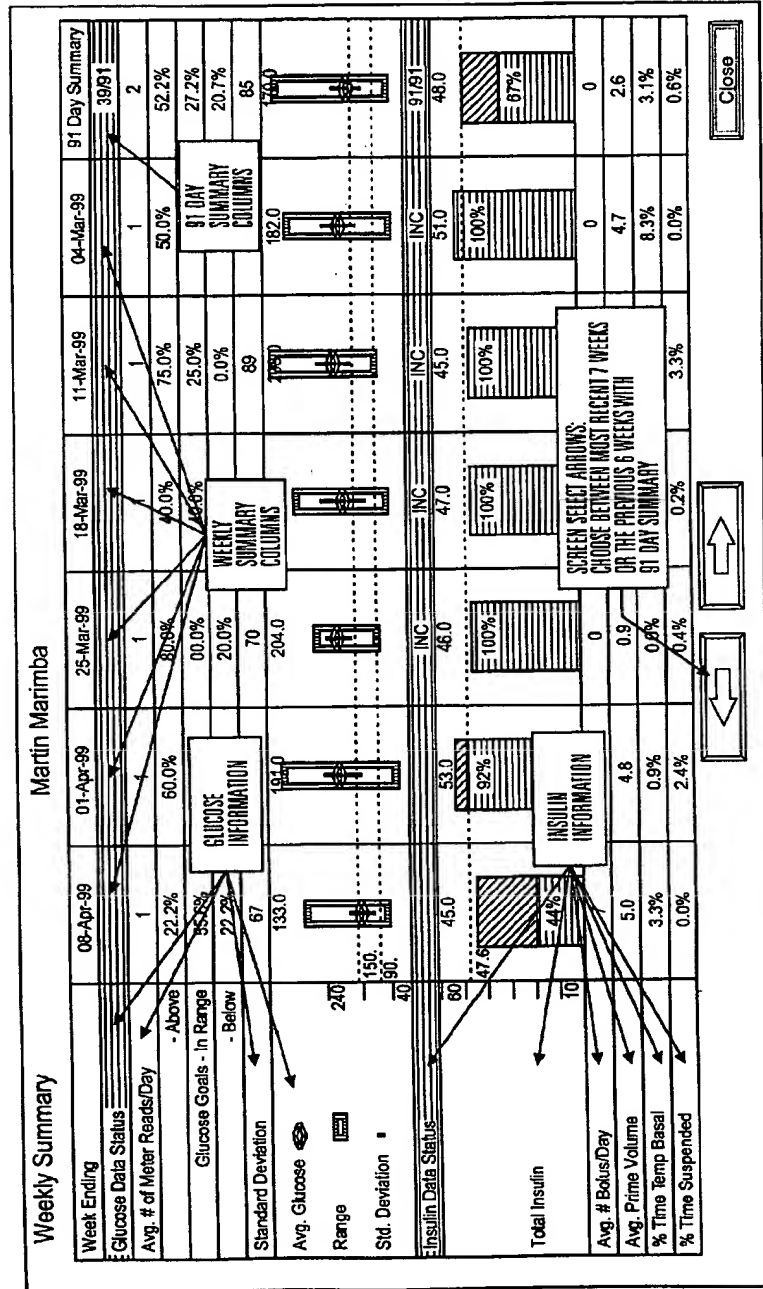 Weekly Summary Martin Marimba
Week Ending 08-Apr-99 01-Apr-99 25-Mar-99 18-Mar-99 11-Mar-99 04-Mar-99 91 Day Summary
Glucose Data Status 39/91
Avg. # of Meter Reads/Day 1 1 1 1 1 1 2
- Above 22.2% 60.0% 80.0% 40.0% 75.0% 50.0% 52.2%
Glucose Goals - In Range 00.0% 25.0% 27.2%
- Below 22.2% 20.0% 0.0% 20.7%
Standard Deviation 67 70 89 85
133.0 191.0 204.0 182.0
Avg. Glucose
Range
Std. Deviation
240
150.
90.
40
GLUCOSE
INFORMATION
WEEKLY
SUMMARY
COLUMNS
91 DAY
SUMMARY
COLUMNS
Insulin Data Status INC INC INC INC 91/91
45.0 53.0 46.0 47.0 45.0 51.0 48.0
60
47.6
Total Insulin
44% 92% 100% 100% 100% 100% 67%
10
INSULIN
INFORMATION
SCREEN SELECT ARROWS:
CHOOSE BETWEEN MOST RECENT 7 WEEKS
OR THE PREVIOUS 6 WEEKS WITH
91 DAY SUMMARY
Avg. # Bolus/Day 0 0 0
Avg. Prime Volume 5.0 4.8 0.9 4.7 2.6
% Time Temp Basal 3.3% 0.9% 0.0% 8.3% 3.1%
% Time Suspended 0.0% 2.4% 0.4% 0.2% 3.3% 0.0% 0.6%
Close